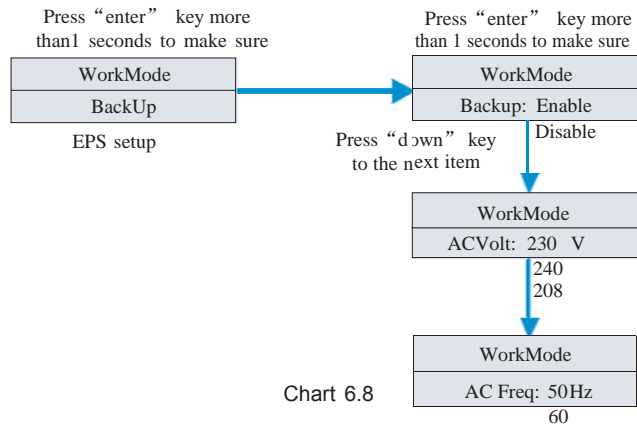 Press “enter” key more
than1 seconds to make sure
WorkMode
BackUp
EPS setup
Press “enter” key more
than 1 seconds to make sure
WorkMode
Backup: Enable
Disable
Press “down” key
to the next item
WorkMode
ACVolt: 230 V
240
208
WorkMode
AC Freq: 50Hz
60
Chart 6.8